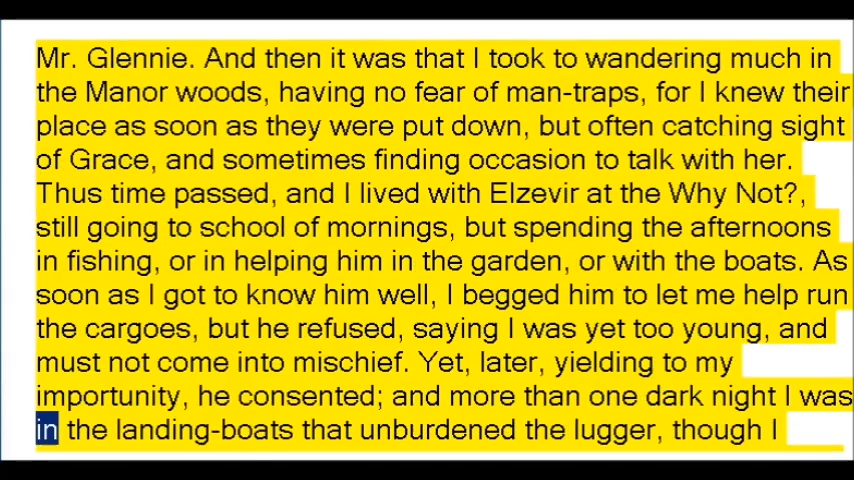 Mr. Glennie. And then it was that I took to wandering much in
the Manor woods, having no fear of man-traps, for I knew their
place as soon as they were put down, but often catching sight
of Grace, and sometimes finding occasion to talk with her.
Thus time passed, and I lived with Elzevir at the Why Not?,
still going to school of mornings, but spending the afternoons
in fishing, or in helping him in the garden, or with the boats. As
soon as I got to know him well, I begged him to let me help run
the cargoes, but he refused, saying I was yet too young, and
must not come into mischief. Yet, later, yielding to my
importunity, he consented; and more than one dark night I was
in the landing-boats that unburdened the lugger, though I